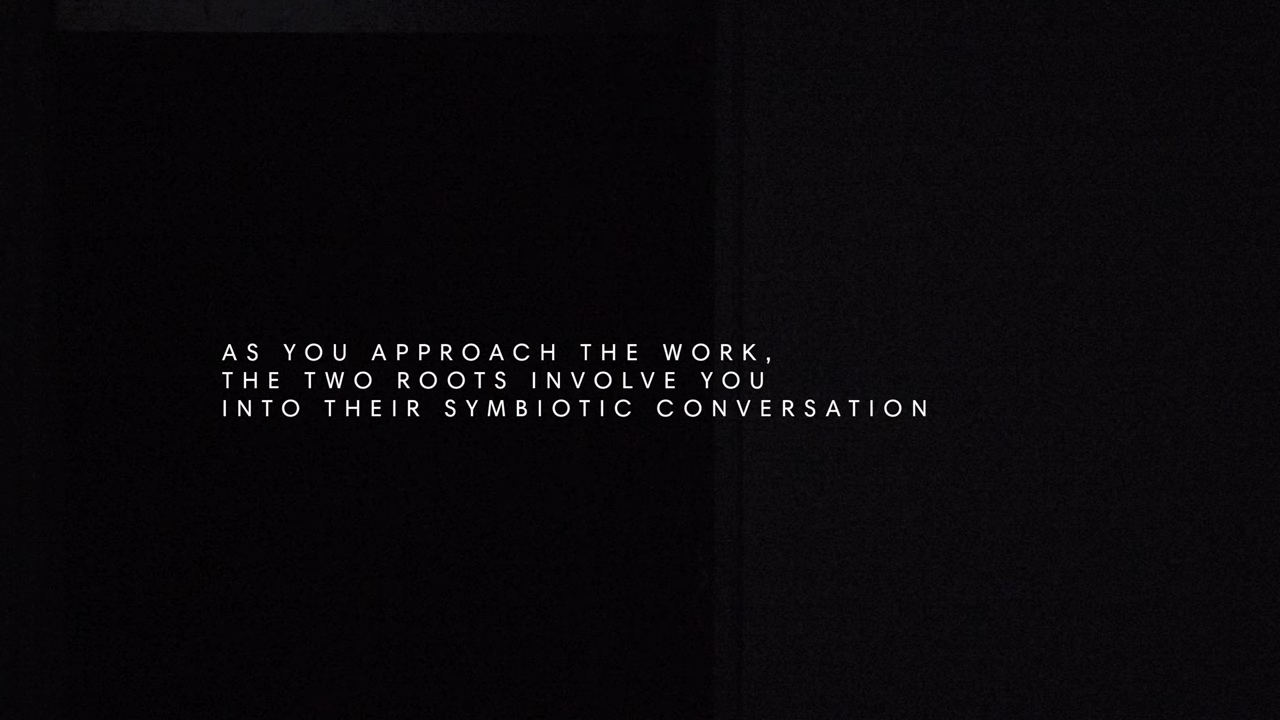 AS YOU APPROACH THE WORK,
THE TWO ROOTS INVOLVE YOU
INTO THEIR SYMBIOTIC CONVERSATION